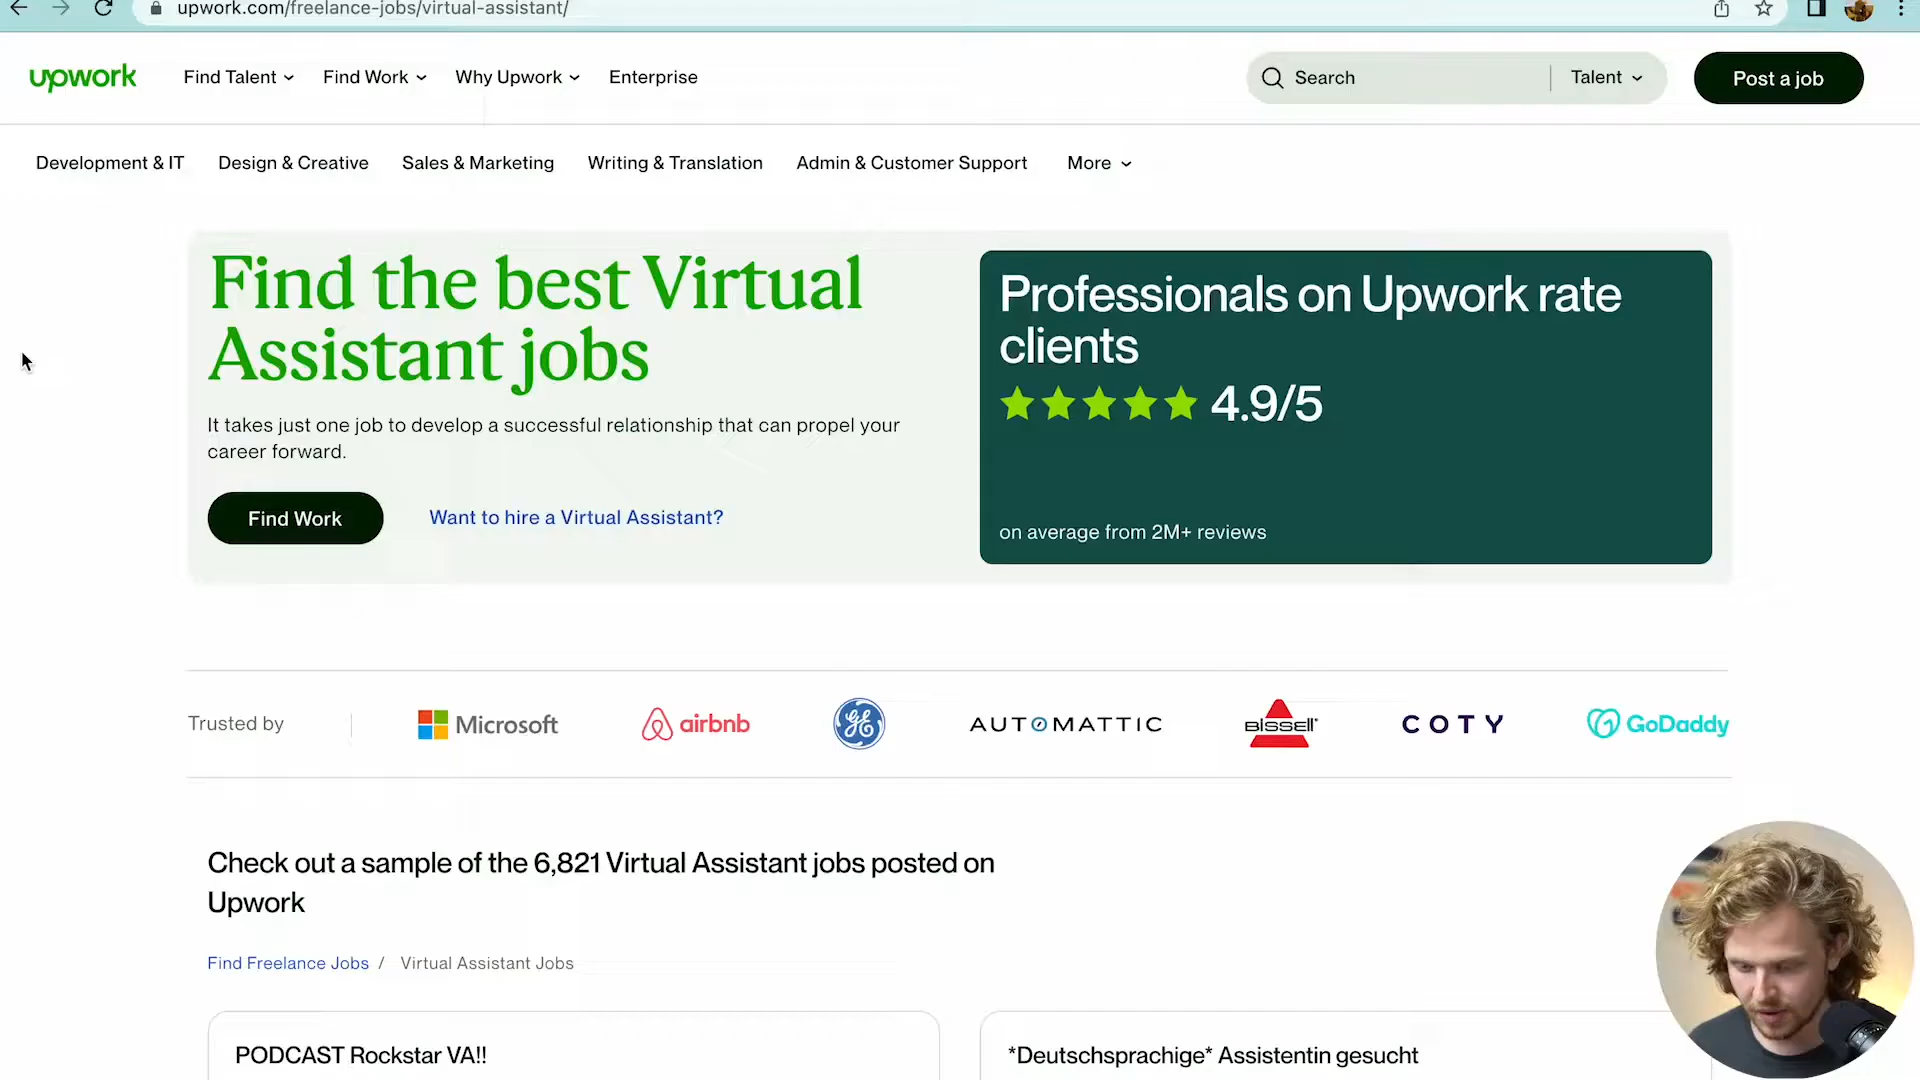 upwork.com/freelance-jobs/virtual-assistant/
upwork
Find Talent
Find Work
Why Upwork
Enterprise
Search
Talent
Post a job
Development & IT
Design & Creative
Sales & Marketing
Writing & Translation
Admin & Customer Support
More
Find the best Virtual
Assistant jobs
It takes just one job to develop a successful relationship that can propel your
career forward.
Find Work
Want to hire a Virtual Assistant?
Professionals on Upwork rate
clients
4.9/5
on average from 2M+ reviews
Trusted by
Microsoft
airbnb
GE
AUTOMATTIC
BISSELL
COTY
GoDaddy
Check out a sample of the 6,821 Virtual Assistant jobs posted on
Upwork
Find Freelance Jobs / Virtual Assistant Jobs
PODCAST Rockstar VA!!
*Deutschsprachige* Assistentin gesucht